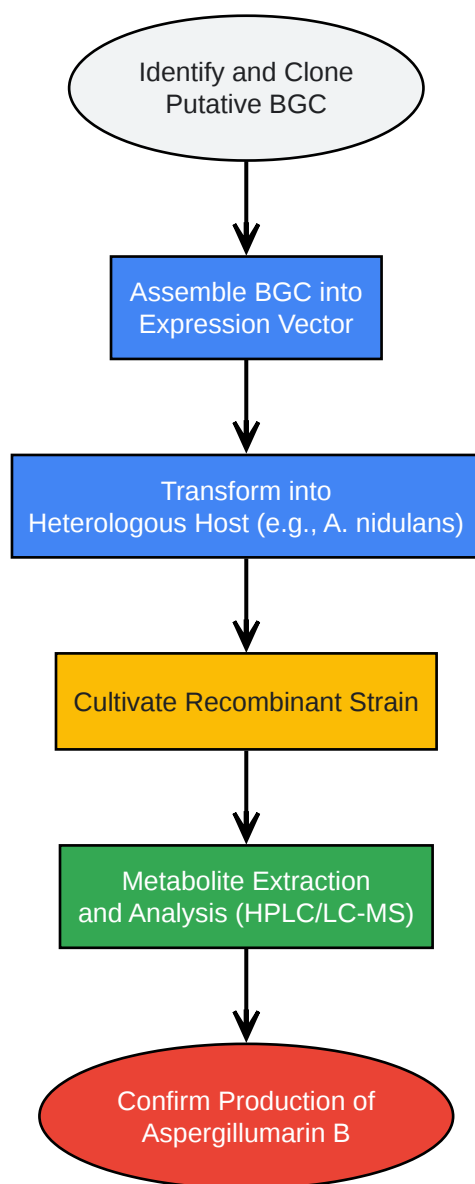 Identify and Clone
Putative BGC
Assemble BGC into
Expression Vector
Transform into
Heterologous Host (e.g., A. nidulans)
Cultivate Recombinant Strain
Metabolite Extraction
and Analysis (HPLC/LC-MS)
Confirm Production of
Aspergillumarin B